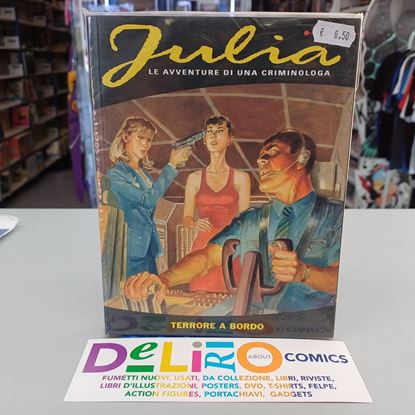 Julia
€ 6,50
LE AVVENTURE DI UNA CRIMINOLOGA
TERRORE A BORDO
DeLiRIO ABOUT COMICS
FUMETTI NUOVI, USATI, DA COLLEZIONE, LIBRI, RIVISTE,
LIBRI D'ILLUSTRAZIONI, POSTERS, DVD, T-SHIRTS, FELPE,
ACTION FIGURES, PORTACHIAVI, GADGETS